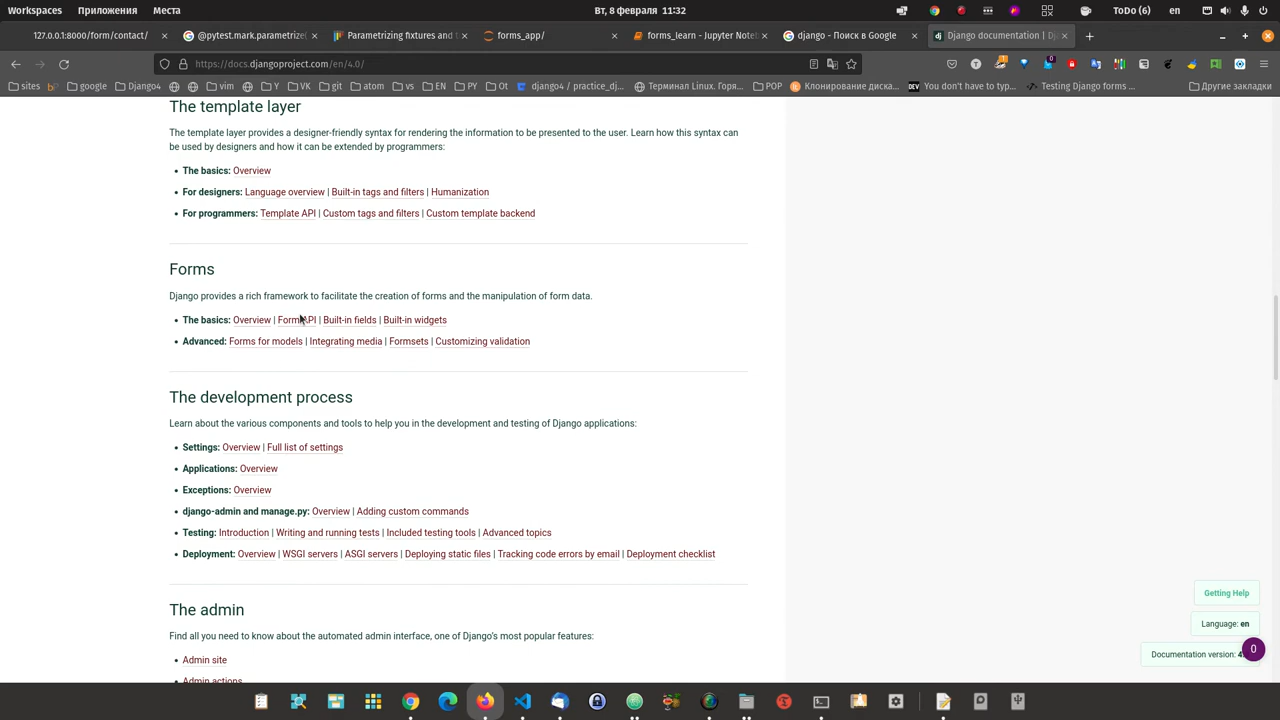 Workspaces Приложения Места Вт, 8 февраля 11:32 ToDo (6) en
127.0.0.1:8000/form/contact/ @pytest.mark.parametrize( Parametrizing fixtures and t forms_app/ forms_learn - Jupyter Noteb django - Поиск в Google Django documentation | Dj
https://docs.djangoproject.com/en/4.0/
sites google Django4 vim Y VK git atom vs EN PY Ot django4 / practice_dj... Терминал Linux. Горя... POP Клонирование диска... You don't have to typ... Testing Django forms ... Другие закладки
The template layer
The template layer provides a designer-friendly syntax for rendering the information to be presented to the user. Learn how this syntax can
be used by designers and how it can be extended by programmers:
• The basics: Overview
• For designers: Language overview | Built-in tags and filters | Humanization
• For programmers: Template API | Custom tags and filters | Custom template backend
Forms
Django provides a rich framework to facilitate the creation of forms and the manipulation of form data.
• The basics: Overview | Form API | Built-in fields | Built-in widgets
• Advanced: Forms for models | Integrating media | Formsets | Customizing validation
The development process
Learn about the various components and tools to help you in the development and testing of Django applications:
• Settings: Overview | Full list of settings
• Applications: Overview
• Exceptions: Overview
• django-admin and manage.py: Overview | Adding custom commands
• Testing: Introduction | Writing and running tests | Included testing tools | Advanced topics
• Deployment: Overview | WSGI servers | ASGI servers | Deploying static files | Tracking code errors by email | Deployment checklist
The admin
Find all you need to know about the automated admin interface, one of Django's most popular features:
• Admin site
• Admin actions
Getting Help
Language: en
Documentation version: 4
0